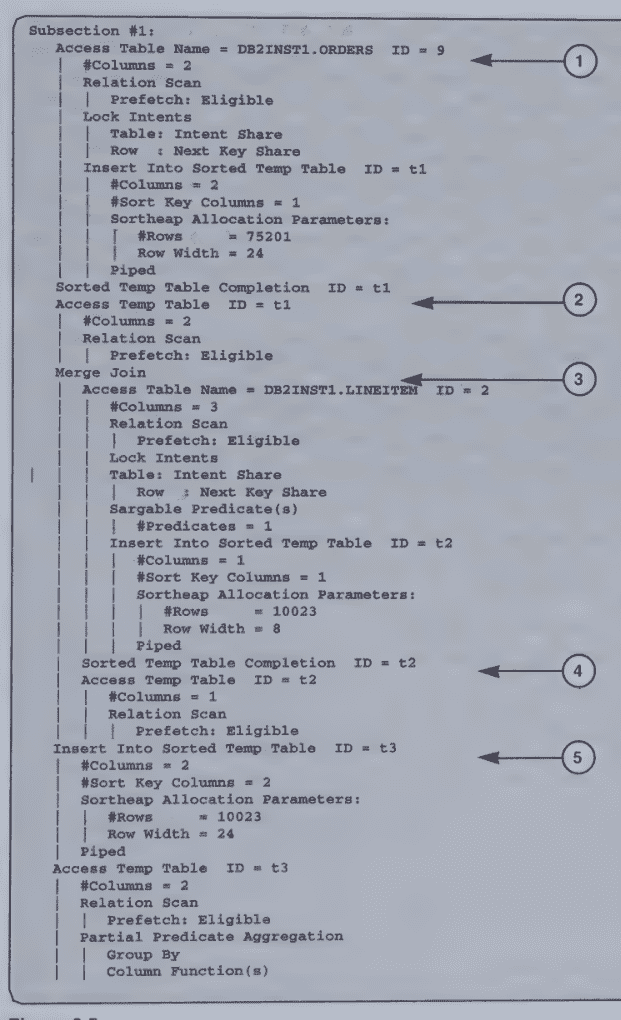 Subsection #1:
Access Table Name = DB2INST1.ORDERS ID = 9
| #Columns = 2
| Relation Scan
| | Prefetch: Eligible
| Lock Intents
| | Table: Intent Share
| | Row : Next Key Share
| Insert Into Sorted Temp Table ID = t1
| | #Columns = 2
| | #Sort Key Columns = 1
| | Sortheap Allocation Parameters:
| | | #Rows = 75201
| | | Row Width = 24
| | Piped
Sorted Temp Table Completion ID = t1
Access Temp Table ID = t1
| #Columns = 2
| Relation Scan
| | Prefetch: Eligible
Merge Join
| Access Table Name = DB2INST1.LINEITEM ID = 2
| | #Columns = 3
| | Relation Scan
| | | Prefetch: Eligible
| | Lock Intents
| | Table: Intent Share
| | | Row : Next Key Share
| | Sargable Predicate(s)
| | | #Predicates = 1
| | Insert Into Sorted Temp Table ID = t2
| | | #Columns = 1
| | | #Sort Key Columns = 1
| | | Sortheap Allocation Parameters:
| | | | #Rows = 10023
| | | | Row Width = 8
| | | Piped
| Sorted Temp Table Completion ID = t2
| Access Temp Table ID = t2
| | #Columns = 1
| | Relation Scan
| | | Prefetch: Eligible
Insert Into Sorted Temp Table ID = t3
| #Columns = 2
| #Sort Key Columns = 2
| Sortheap Allocation Parameters:
| | #Rows = 10023
| | Row Width = 24
| Piped
Access Temp Table ID = t3
| #Columns = 2
| Relation Scan
| | Prefetch: Eligible
| Partial Predicate Aggregation
| | Group By
| | Column Function(s)
1
2
3
4
5